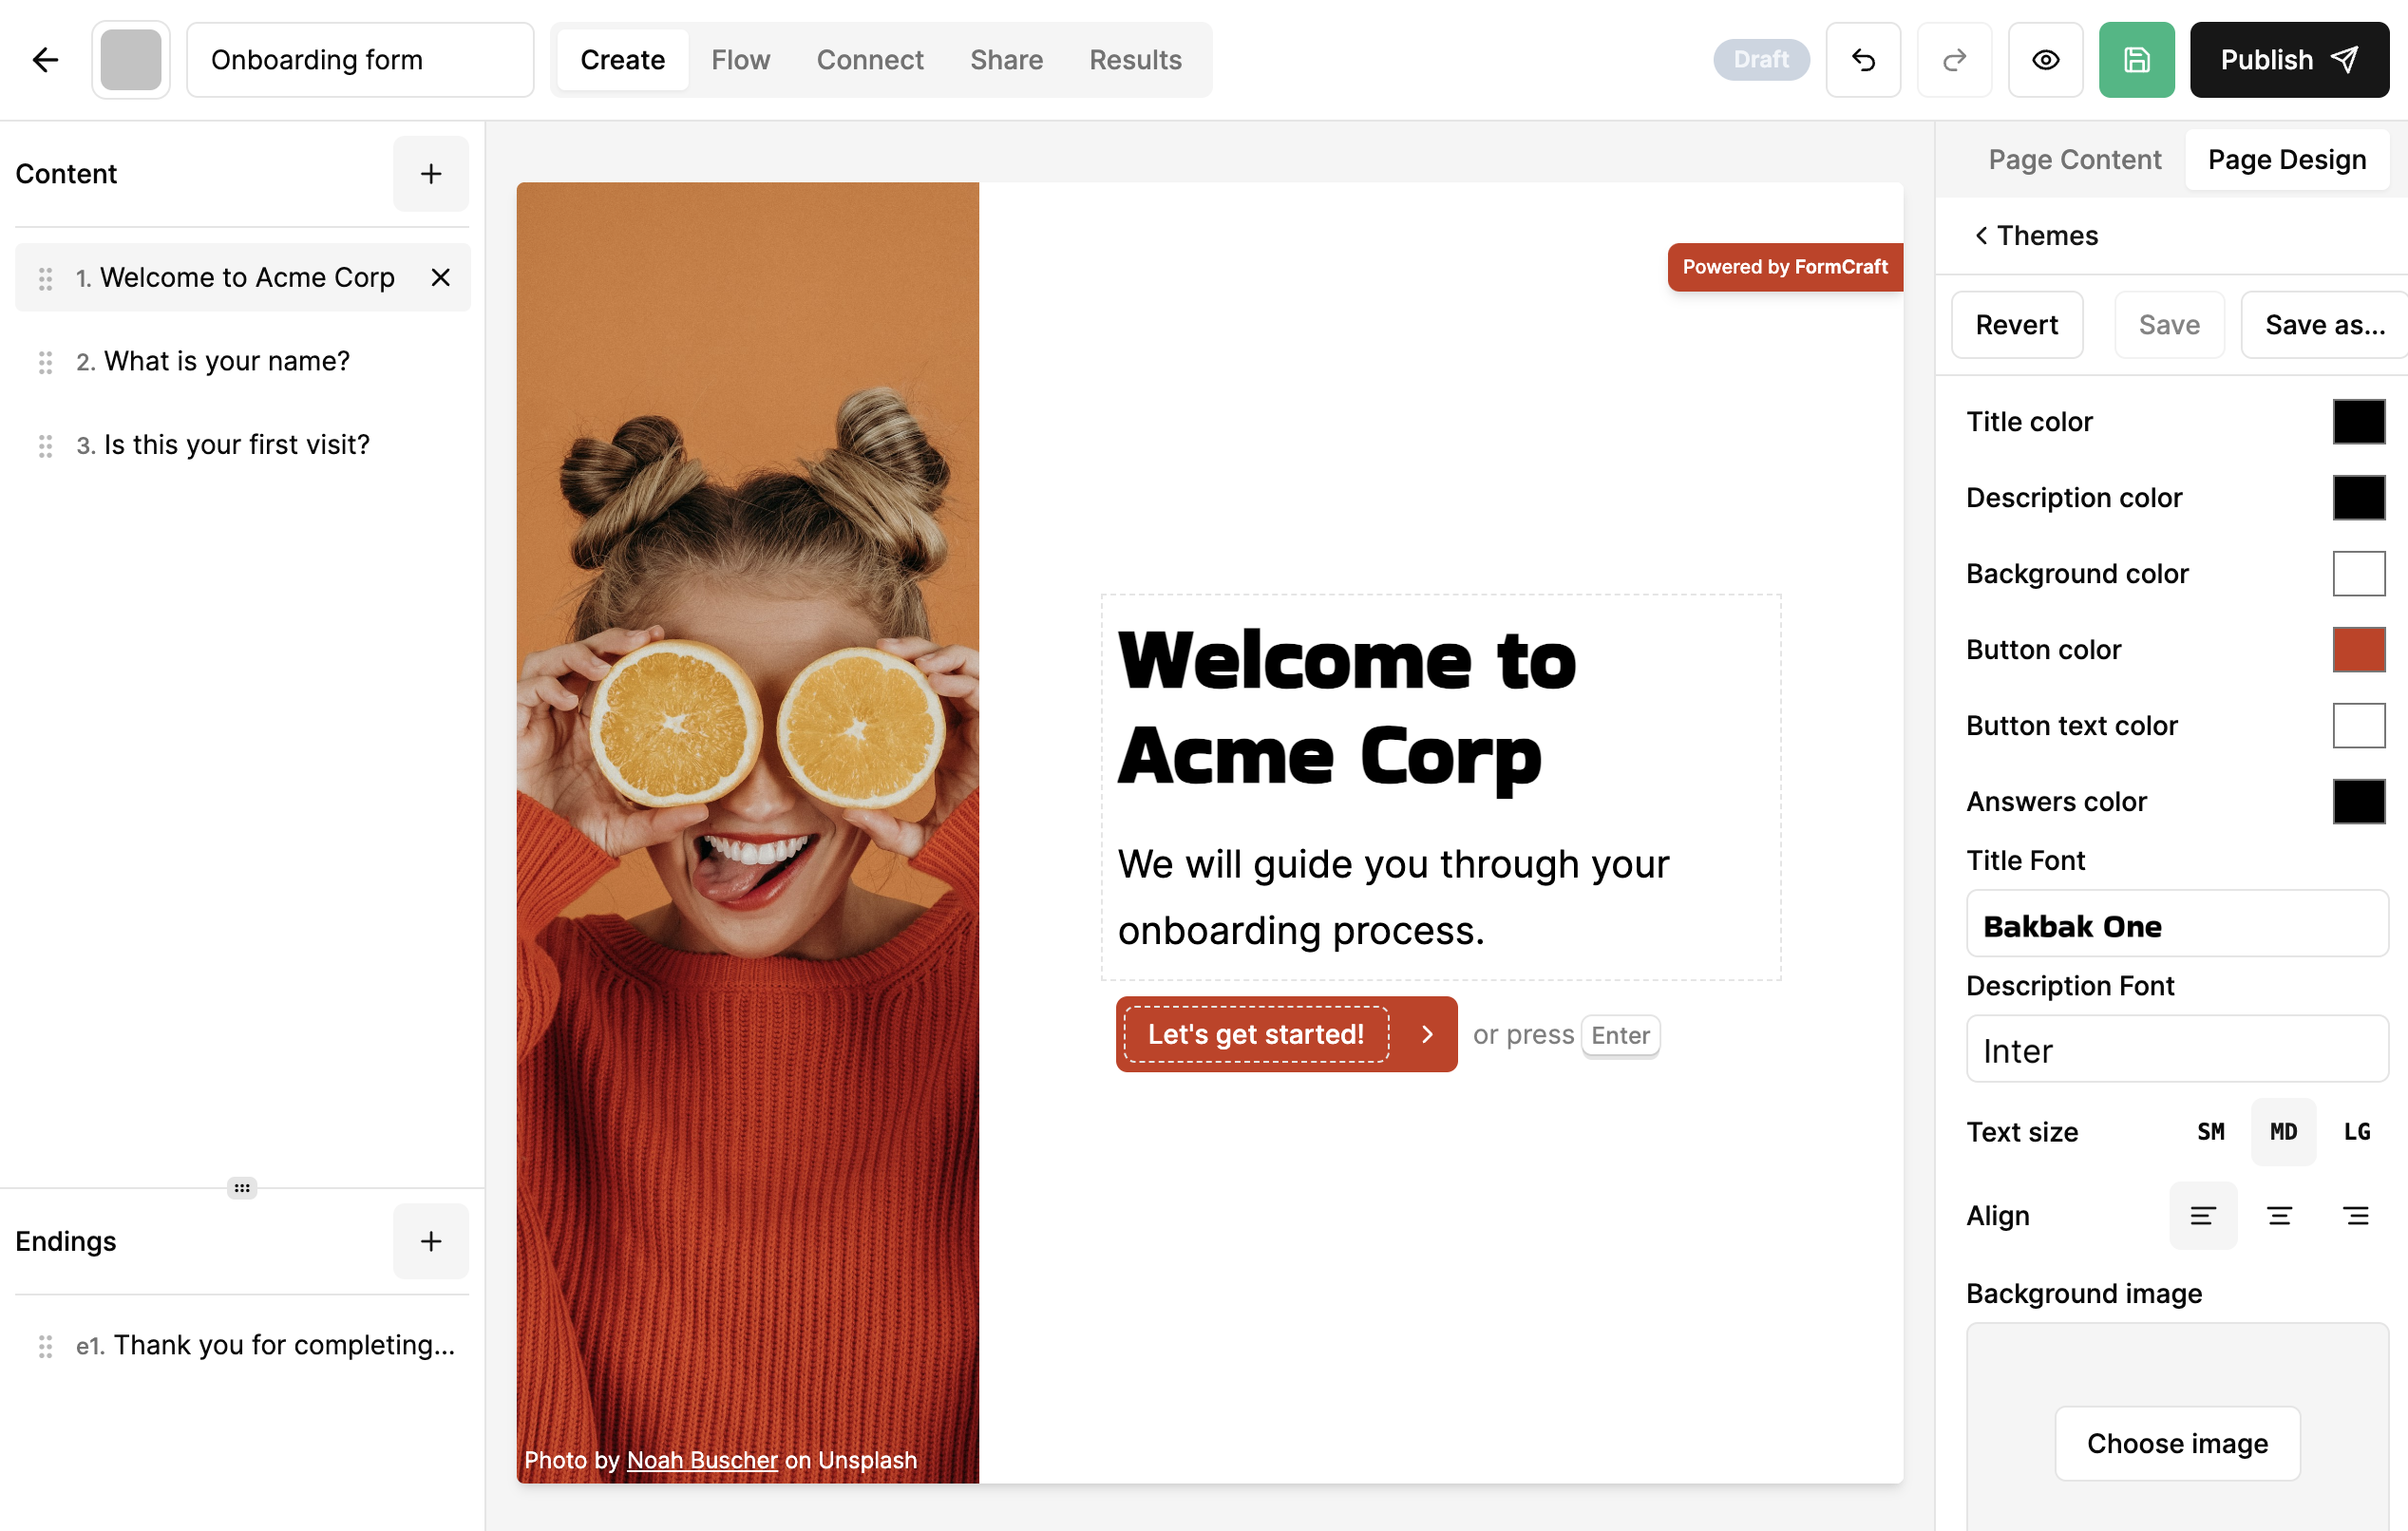 Onboarding form
Create
Flow
Connect
Share
Results
Draft
Publish
Content
1. Welcome to Acme Corp
2. What is your name?
3. Is this your first visit?
Endings
e1. Thank you for completing...
Powered by FormCraft
Welcome to
Acme Corp
We will guide you through your
onboarding process.
Let's get started!
or press Enter
Photo by Noah Buscher on Unsplash
Page Content
Page Design
Themes
Revert
Save
Save as...
Title color
Description color
Background color
Button color
Button text color
Answers color
Title Font
Bakbak One
Description Font
Inter
Text size SM MD LG
Align
Background image
Choose image